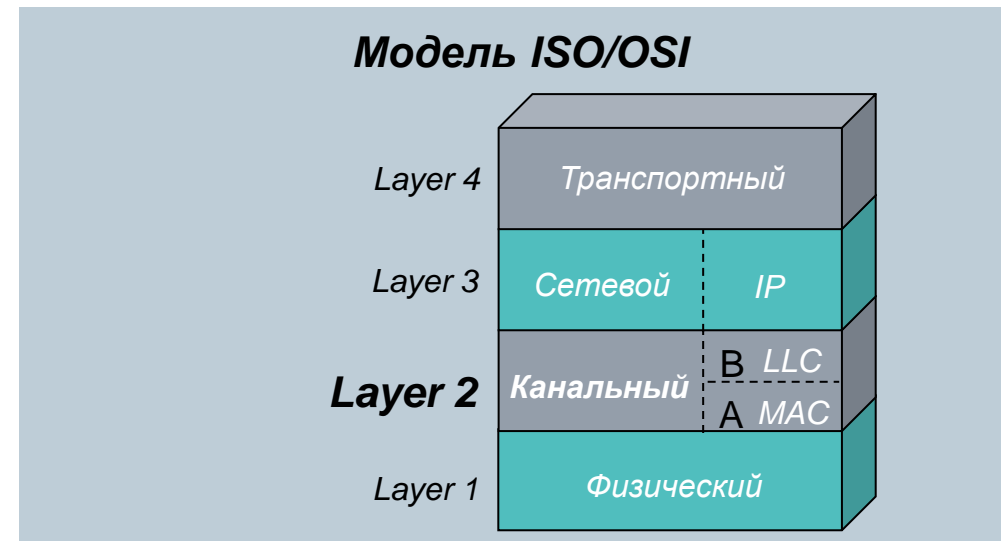 Модель ISO/OSI
Layer 4 Транспортный
Layer 3 Сетевой IP
Layer 2 Канальный B LLC
A MAC
Layer 1 Физический